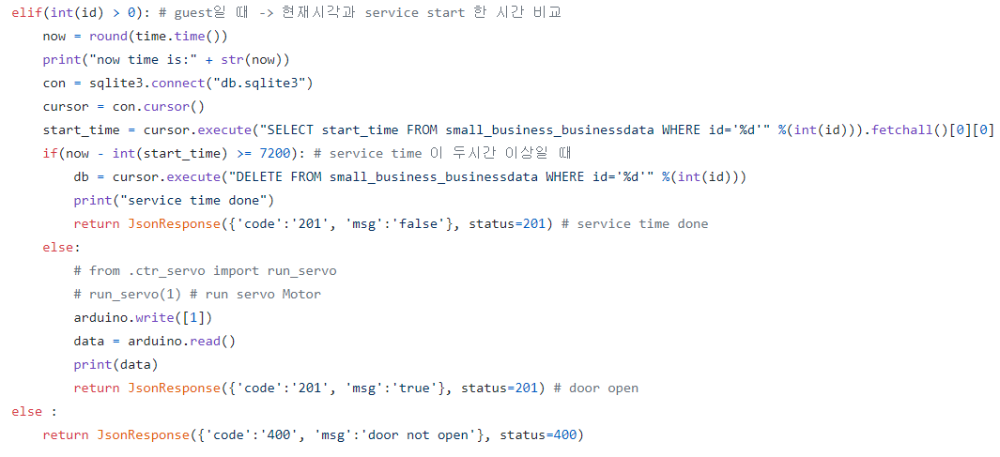 elif(int(id) > 0): # guest일 때 -> 현재시각과 service start 한 시간 비교
    now = round(time.time())
    print("now time is:" + str(now))
    con = sqlite3.connect("db.sqlite3")
    cursor = con.cursor()
    start_time = cursor.execute("SELECT start_time FROM small_business_businessdata WHERE id='%d'" %(int(id))).fetchall()[0][0]
    if(now - int(start_time) >= 7200): # service time 이 두시간 이상일 때
        db = cursor.execute("DELETE FROM small_business_businessdata WHERE id='%d'" %(int(id)))
        print("service time done")
        return JsonResponse({'code':'201', 'msg':'false'}, status=201) # service time done
    else:
        # from .ctr_servo import run_servo
        # run_servo(1) # run servo Motor
        arduino.write([1])
        data = arduino.read()
        print(data)
        return JsonResponse({'code':'201', 'msg':'true'}, status=201) # door open
else :
    return JsonResponse({'code':'400', 'msg':'door not open'}, status=400)